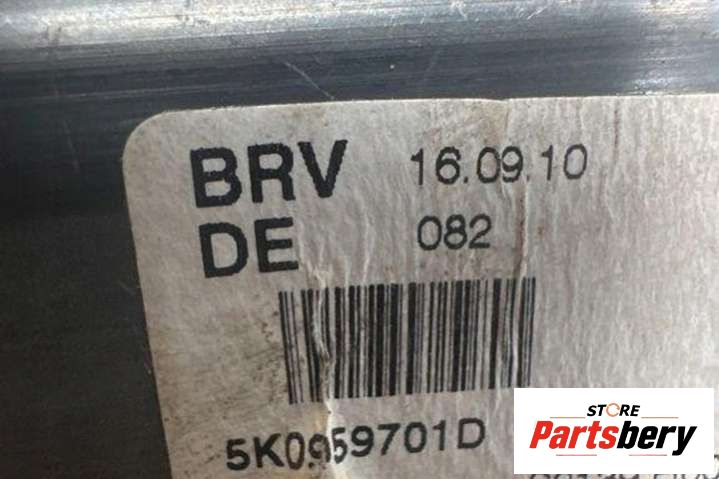 BRV 16.09.10
DE 082
5K0959701D
STORE
Partsbery